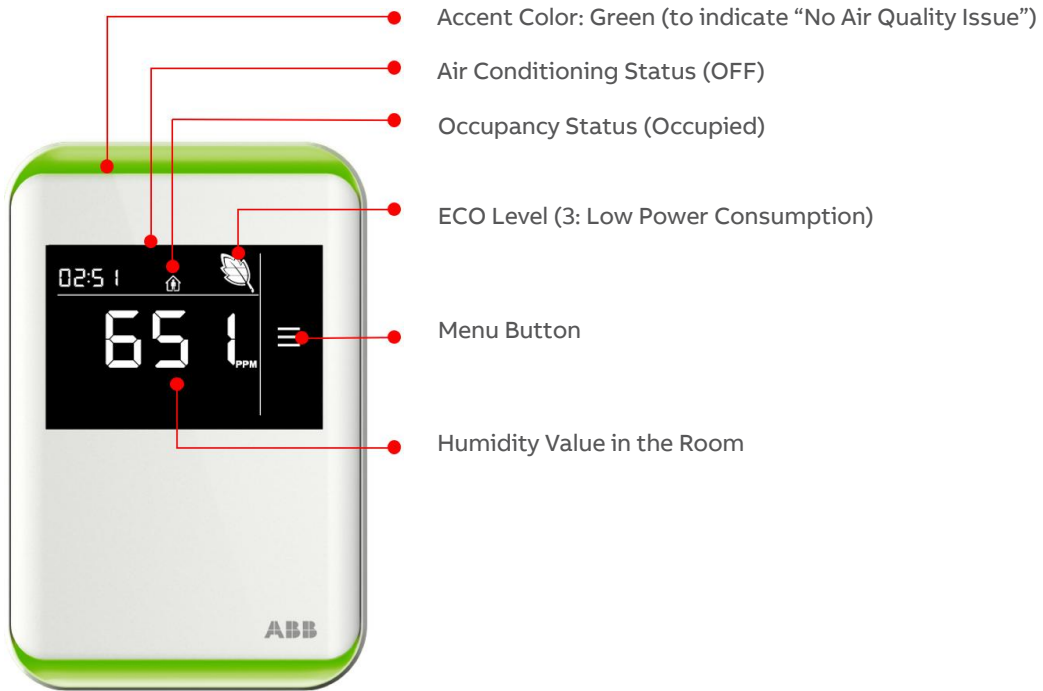 Accent Color: Green (to indicate “No Air Quality Issue”)
Air Conditioning Status (OFF)
Occupancy Status (Occupied)
ECO Level (3: Low Power Consumption)
02:51
651 PPM
Menu Button
Humidity Value in the Room
ABB